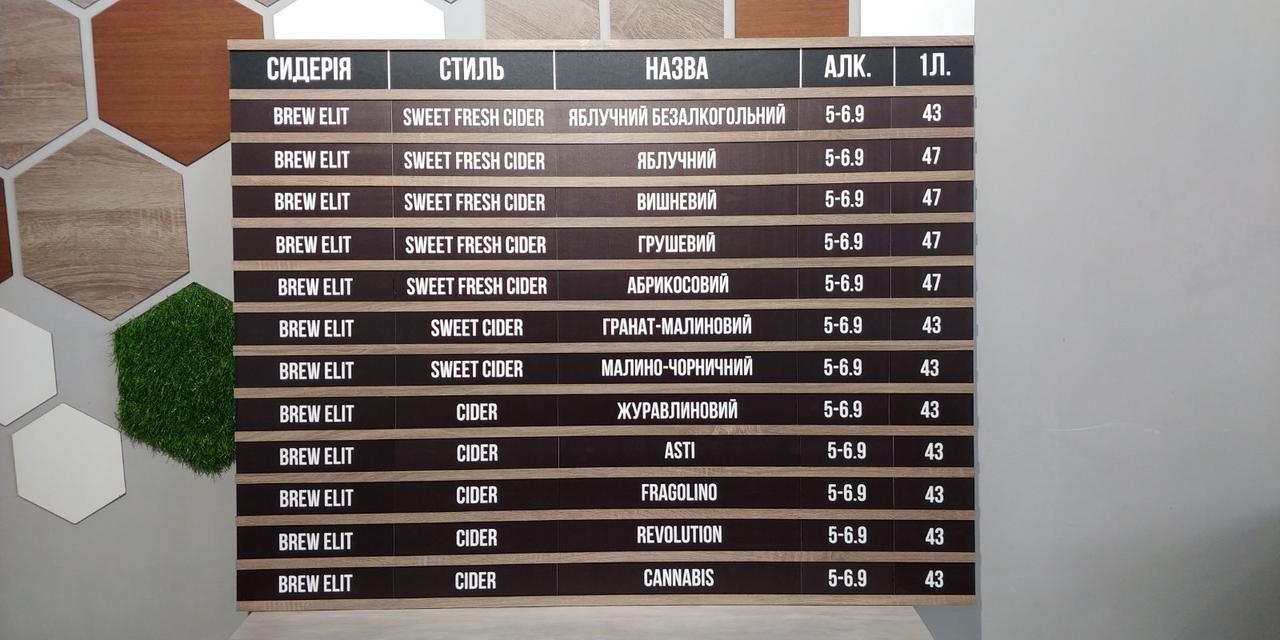 СИДЕРІЯ СТИЛЬ НАЗВА АЛК. 1Л.
BREW ELIT SWEET FRESH CIDER ЯБЛУЧНИЙ БЕЗАЛКОГОЛЬНИЙ 5-6.9 43
BREW ELIT SWEET FRESH CIDER ЯБЛУЧНИЙ 5-6.9 47
BREW ELIT SWEET FRESH CIDER ВИШНЕВИЙ 5-6.9 47
BREW ELIT SWEET FRESH CIDER ГРУШЕВИЙ 5-6.9 47
BREW ELIT SWEET FRESH CIDER АБРИКОСОВИЙ 5-6.9 47
BREW ELIT SWEET CIDER ГРАНАТ-МАЛИНОВИЙ 5-6.9 43
BREW ELIT SWEET CIDER МАЛИНО-ЧОРНИЧНИЙ 5-6.9 43
BREW ELIT CIDER ЖУРАВЛИНОВИЙ 5-6.9 43
BREW ELIT CIDER ASTI 5-6.9 43
BREW ELIT CIDER FRAGOLINO 5-6.9 43
BREW ELIT CIDER REVOLUTION 5-6.9 43
BREW ELIT CIDER CANNABIS 5-6.9 43